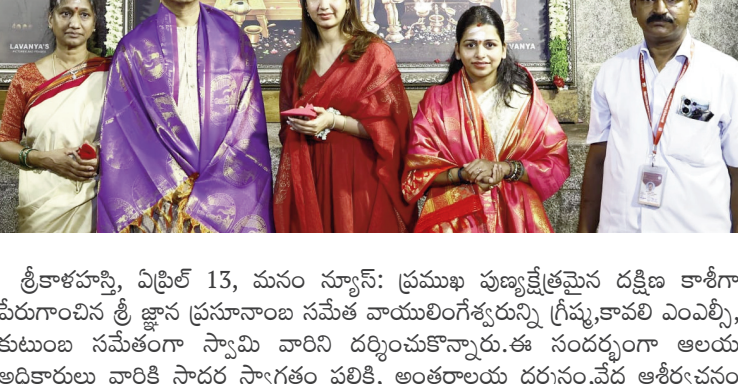 LAVANYA'S
LAVANYA
శ్రీకాళహస్తి, ఏప్రిల్ 13, మనం న్యూస్: ప్రముఖ పుణ్యక్షేత్రమైన దక్షిణ కాశీగా
పేరుగాంచిన శ్రీ జ్ఞాన ప్రసూనాంబ సమేత వాయులింగేశ్వరున్ని గ్రీష్మ,కావలి ఎంఎల్సీ,
కుటుంబ సమేతంగా స్వామి వారిని దర్శించుకొన్నారు.ఈ సందర్భంగా ఆలయ
అధికారులు వారికి సాదర స్వాగతం పలికి, అంతరాలయ దర్శనం,వేద ఆశీర్వచనం